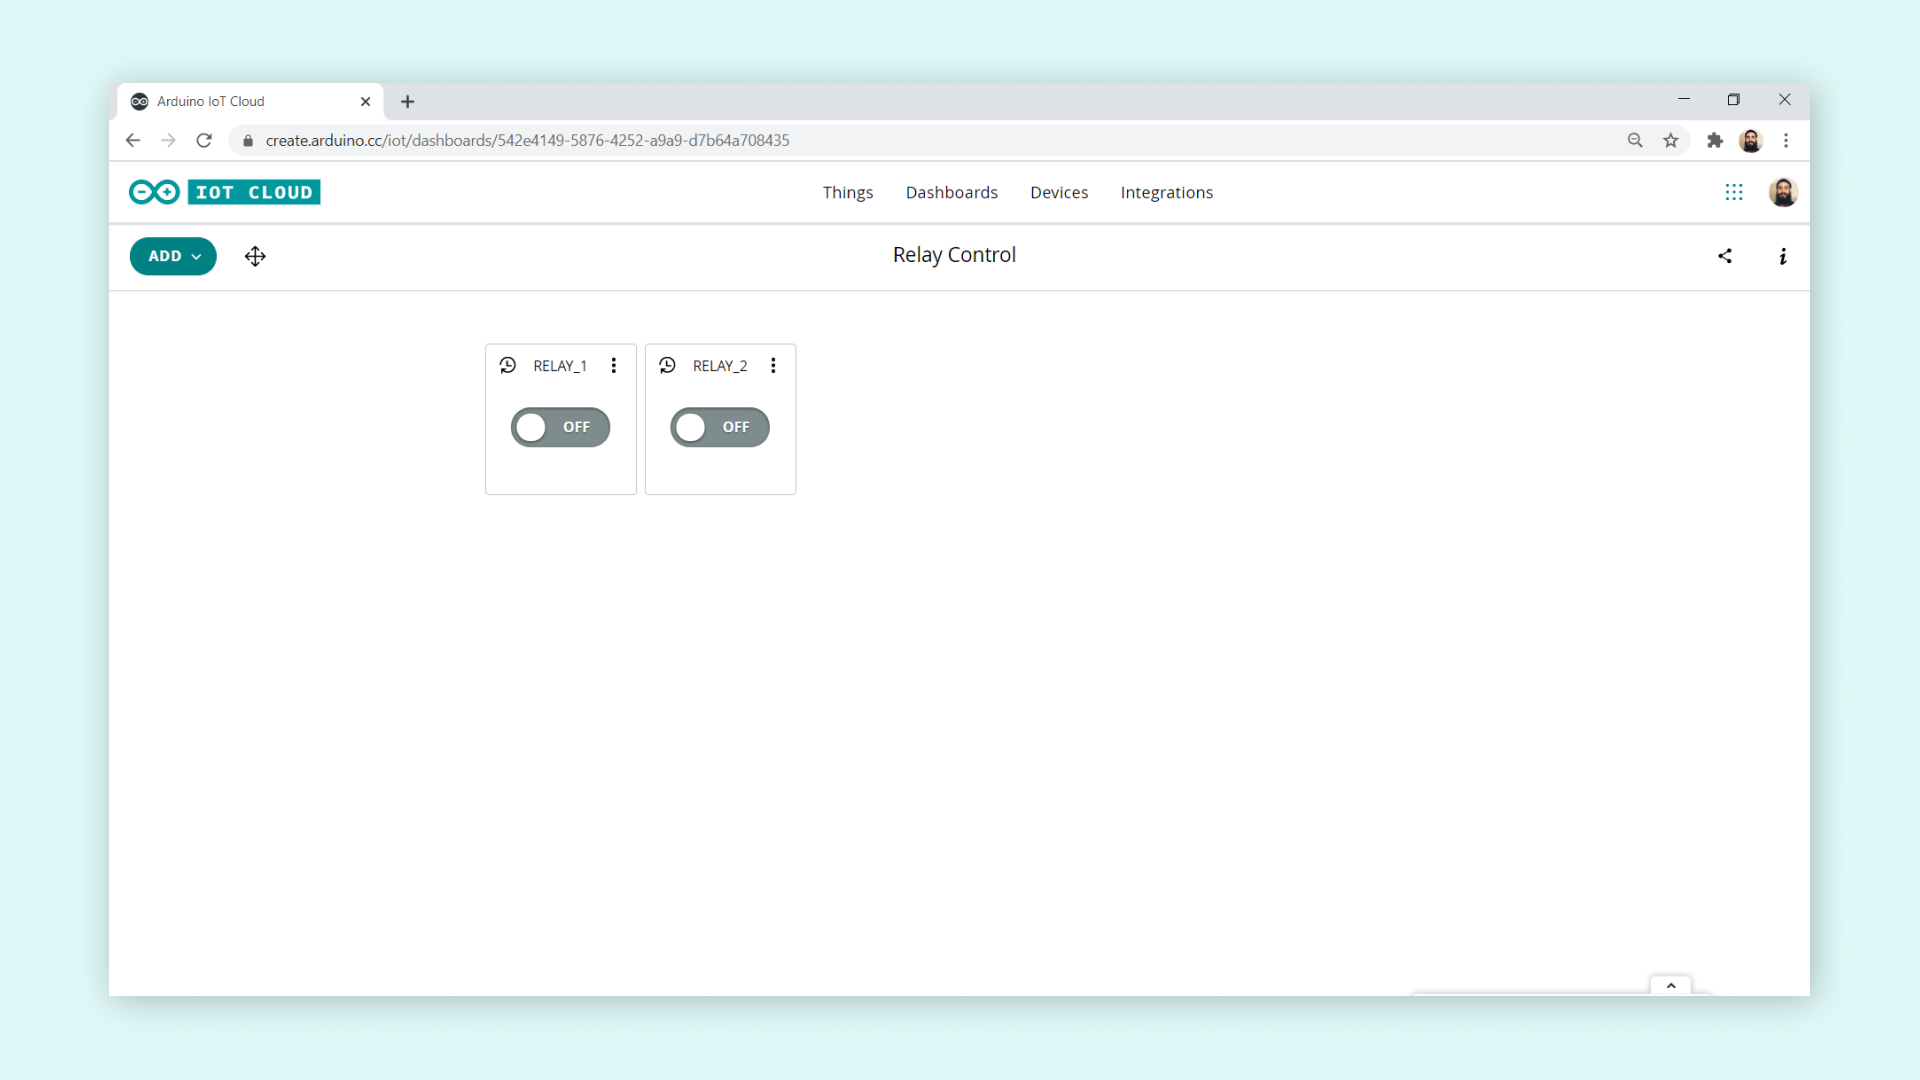 Arduino IoT Cloud
create.arduino.cc/iot/dashboards/542e4149-5876-4252-a9a9-d7b64a708435
IOT CLOUD
Things Dashboards Devices Integrations
ADD
Relay Control
RELAY_1
RELAY_2
OFF
OFF